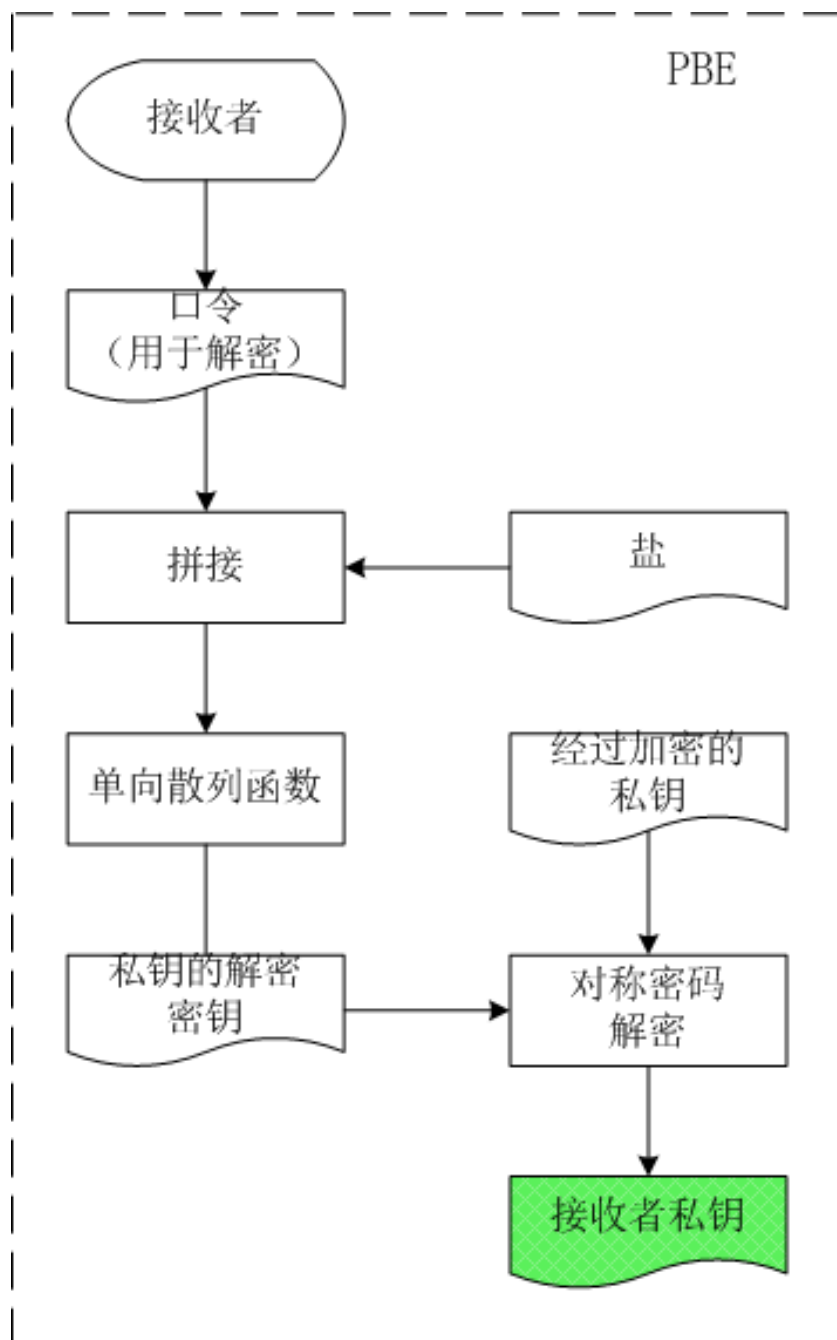 PBE
接收者
口令
（用于解密）
拼接
盐
单向散列函数
经过加密的
私钥
私钥的解密
密钥
对称密码
解密
接收者私钥